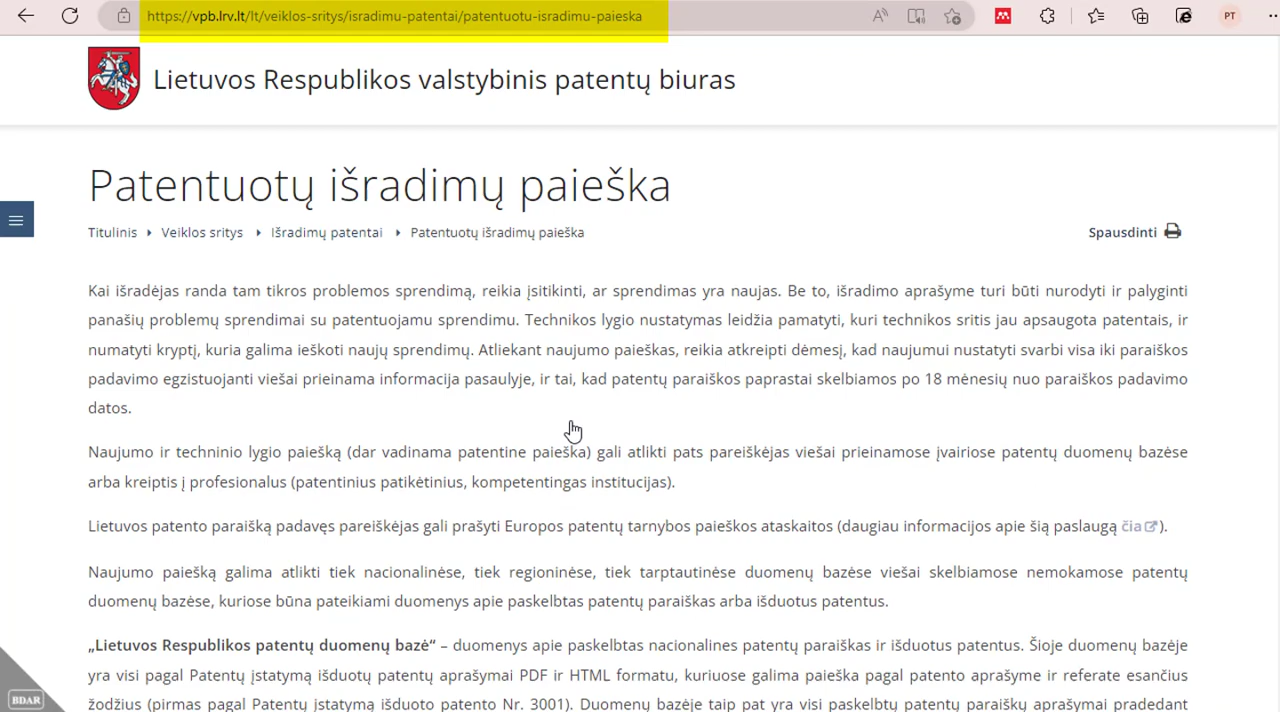 https://vpb.lrv.lt/lt/veiklos-sritys/isradimu-patentai/patentuotu-isradimu-paieska
PT
Lietuvos Respublikos valstybinis patentų biuras
Patentuotų išradimų paieška
Titulinis Veiklos sritys Išradimų patentai Patentuotų išradimų paieška Spausdinti
Kai išradėjas randa tam tikros problemos sprendimą, reikia įsitikinti, ar sprendimas yra naujas. Be to, išradimo aprašyme turi būti nurodyti ir palyginti
panašių problemų sprendimai su patentuojamu sprendimu. Technikos lygio nustatymas leidžia pamatyti, kuri technikos sritis jau apsaugota patentais, ir
numatyti kryptį, kuria galima ieškoti naujų sprendimų. Atliekant naujumo paieškas, reikia atkreipti dėmesį, kad naujumui nustatyti svarbi visa iki paraiškos
padavimo egzistuojanti viešai prieinama informacija pasaulyje, ir tai, kad patentų paraiškos paprastai skelbiamos po 18 mėnesių nuo paraiškos padavimo
datos.
Naujumo ir techninio lygio paiešką (dar vadinama patentine paieška) gali atlikti pats pareiškėjas viešai prieinamose įvairiose patentų duomenų bazėse
arba kreiptis į profesionalus (patentinius patikėtinius, kompetentingas institucijas).
Lietuvos patento paraišką padavęs pareiškėjas gali prašyti Europos patentų tarnybos paieškos ataskaitos (daugiau informacijos apie šią paslaugą čia).
Naujumo paiešką galima atlikti tiek nacionalinėse, tiek regioninėse, tiek tarptautinėse duomenų bazėse viešai skelbiamose nemokamose patentų
duomenų bazėse, kuriose būna pateikiami duomenys apie paskelbtas patentų paraiškas arba išduotus patentus.
„Lietuvos Respublikos patentų duomenų bazė“ – duomenys apie paskelbtas nacionalines patentų paraiškas ir išduotus patentus. Šioje duomenų bazėje
yra visi pagal Patentų įstatymą išduotų patentų aprašymai PDF ir HTML formatu, kuriuose galima paieška pagal patento aprašyme ir referate esančius
žodžius (pirmas pagal Patentų įstatymą išduoto patento Nr. 3001). Duomenų bazėje taip pat yra visi paskelbtų patentų paraiškų aprašymai pradedant
BDAR